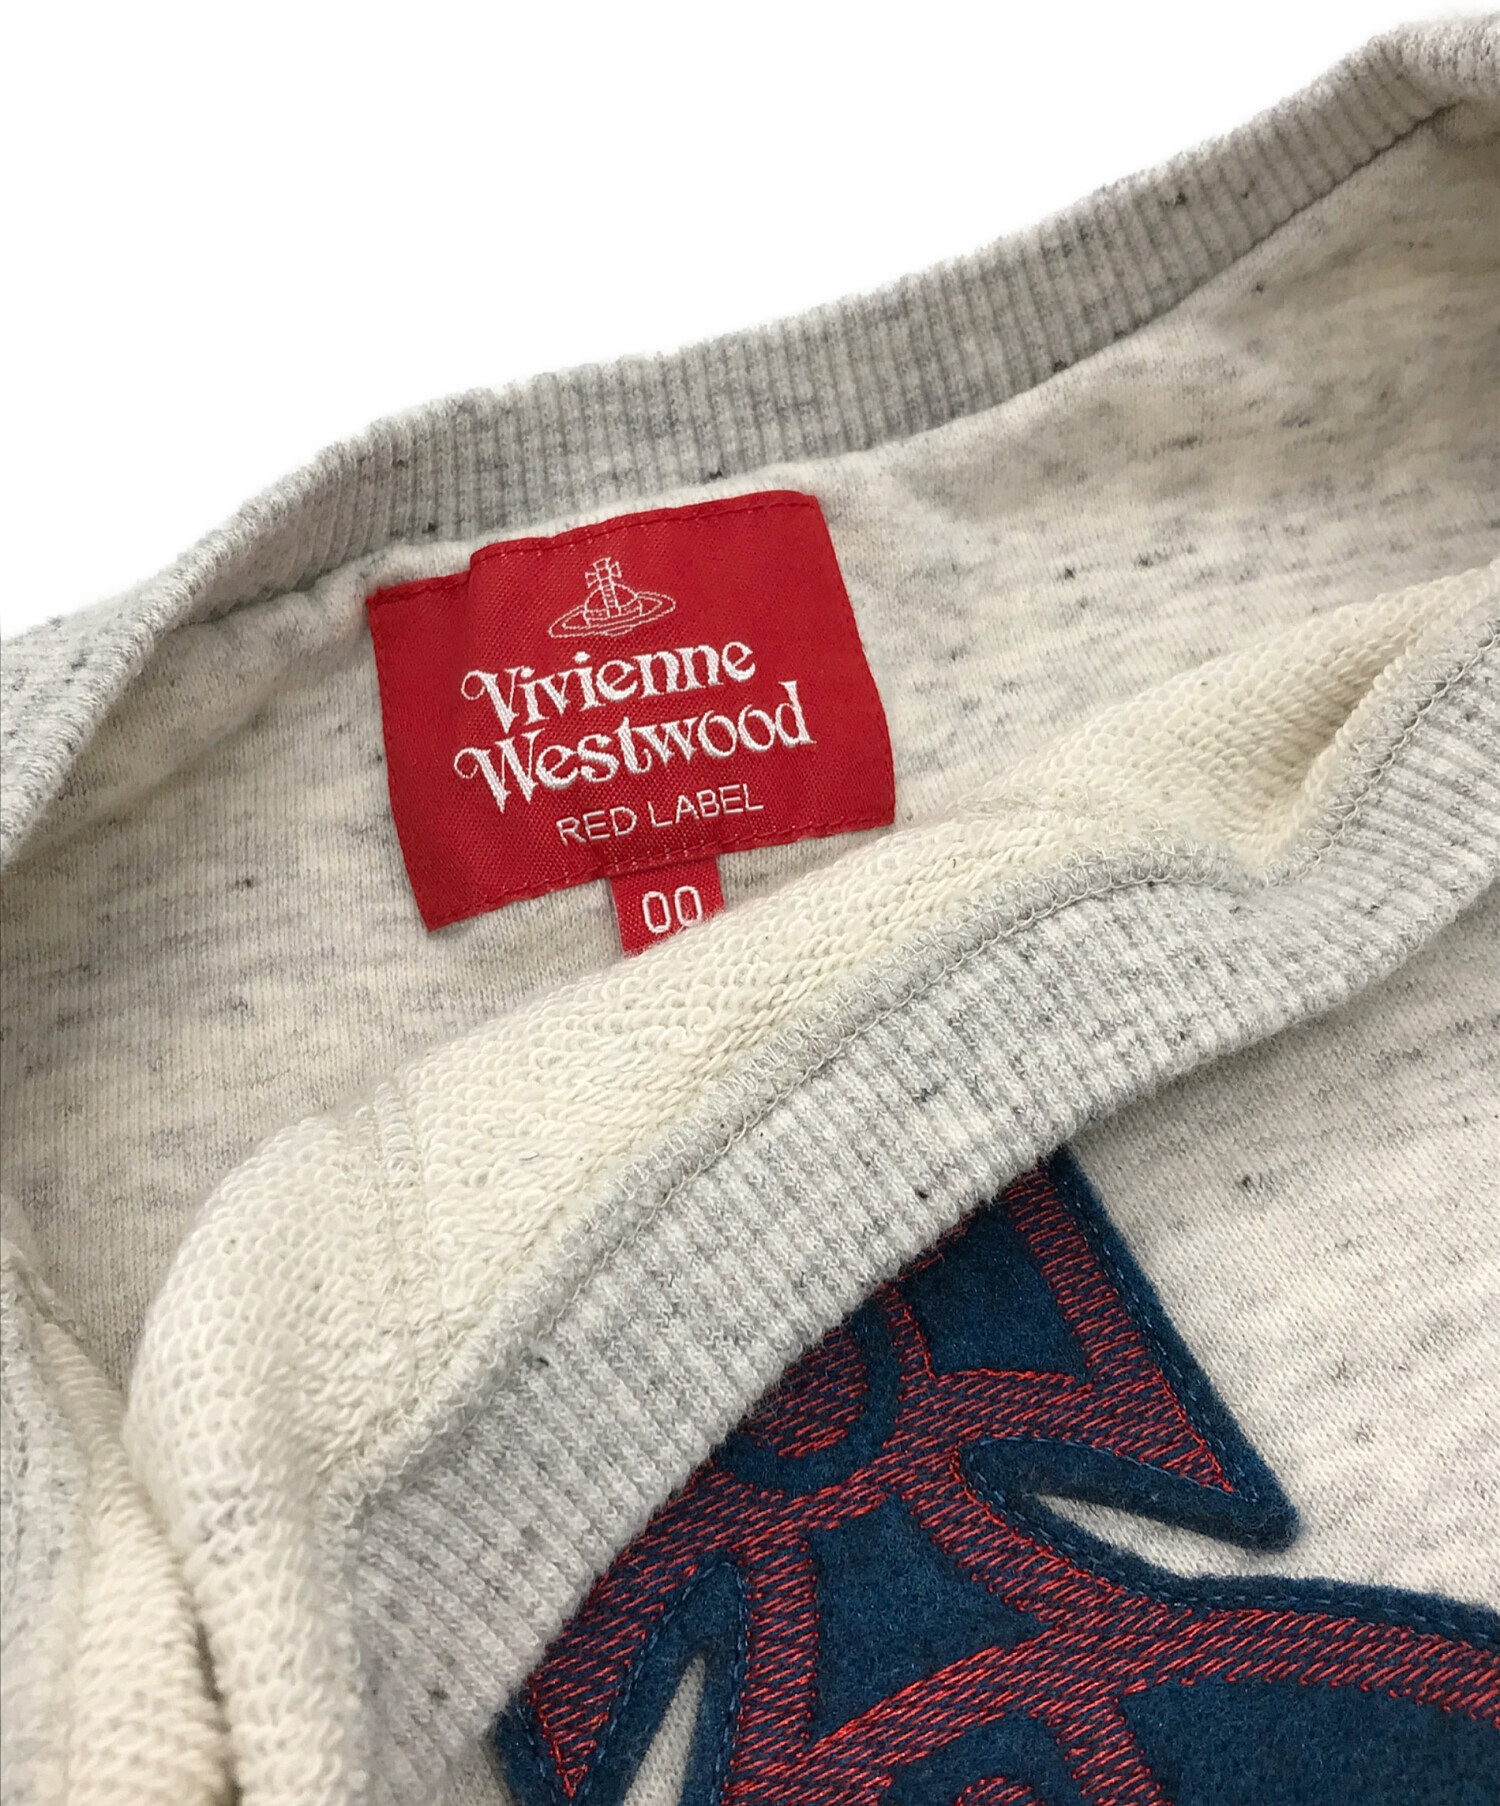 Vivienne
Westwood
RED LABEL
00